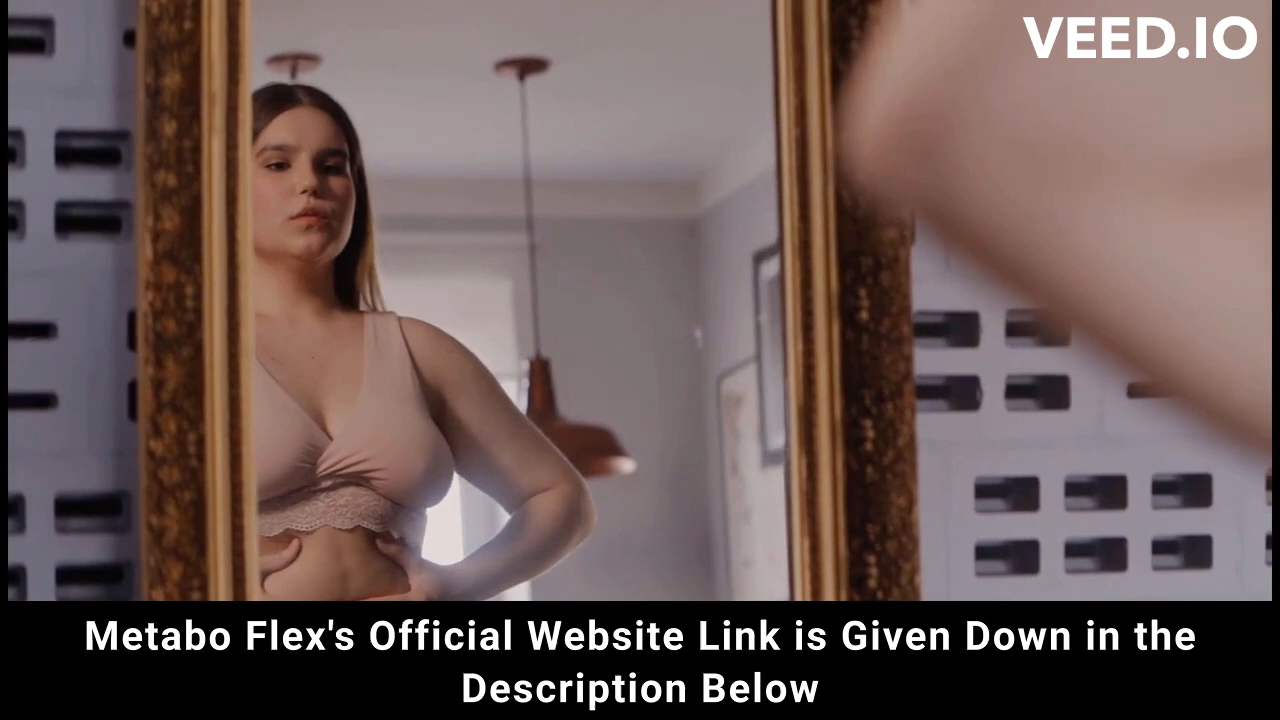 VEED.IO
Metabo Flex's Official Website Link is Given Down in the
Description Below